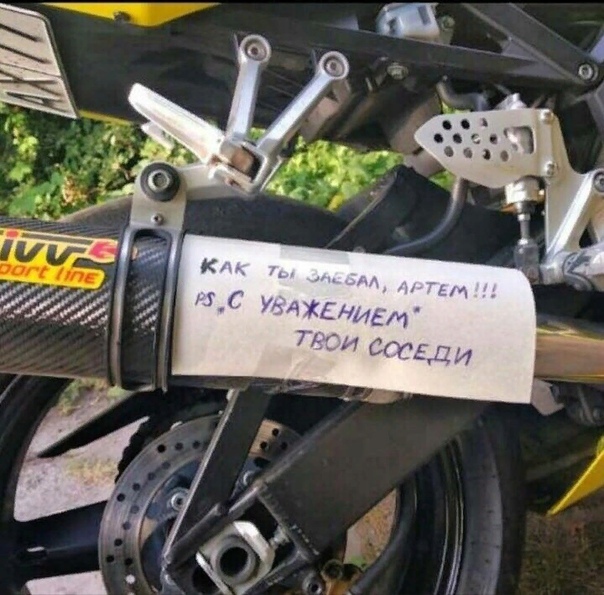 ivv
port line
КАК ТЫ ЗАЕБАЛ, АРТЕМ!!!
PS „С УВАЖЕНИЕМ"
ТВОИ СОСЕДИ